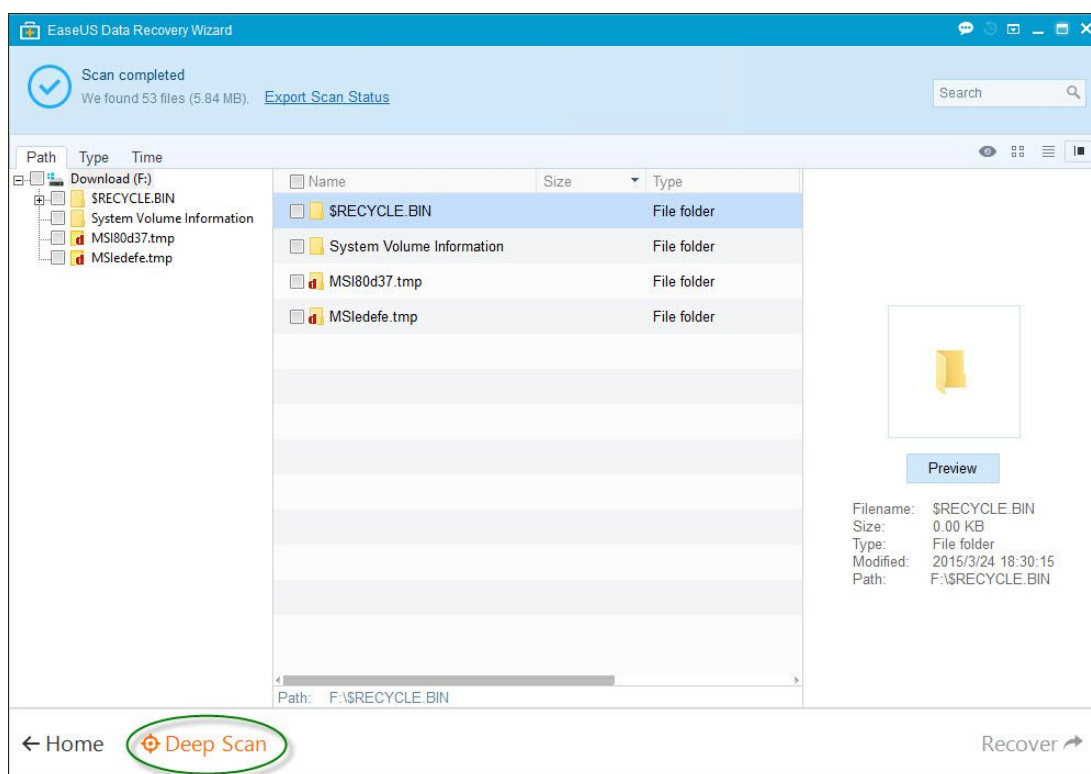 EaseUS Data Recovery Wizard
Scan completed
We found 53 files (5.84 MB). Export Scan Status
Search
Path Type Time
Download (F:)
$RECYCLE.BIN
System Volume Information
MSI80d37.tmp
MSIedefe.tmp
Name Size Type
$RECYCLE.BIN File folder
System Volume Information File folder
MSI80d37.tmp File folder
MSIedefe.tmp File folder
Path: F:\$RECYCLE.BIN
Preview
Filename: $RECYCLE.BIN
Size: 0.00 KB
Type: File folder
Modified: 2015/3/24 18:30:15
Path: F:\$RECYCLE.BIN
Home Deep Scan Recover